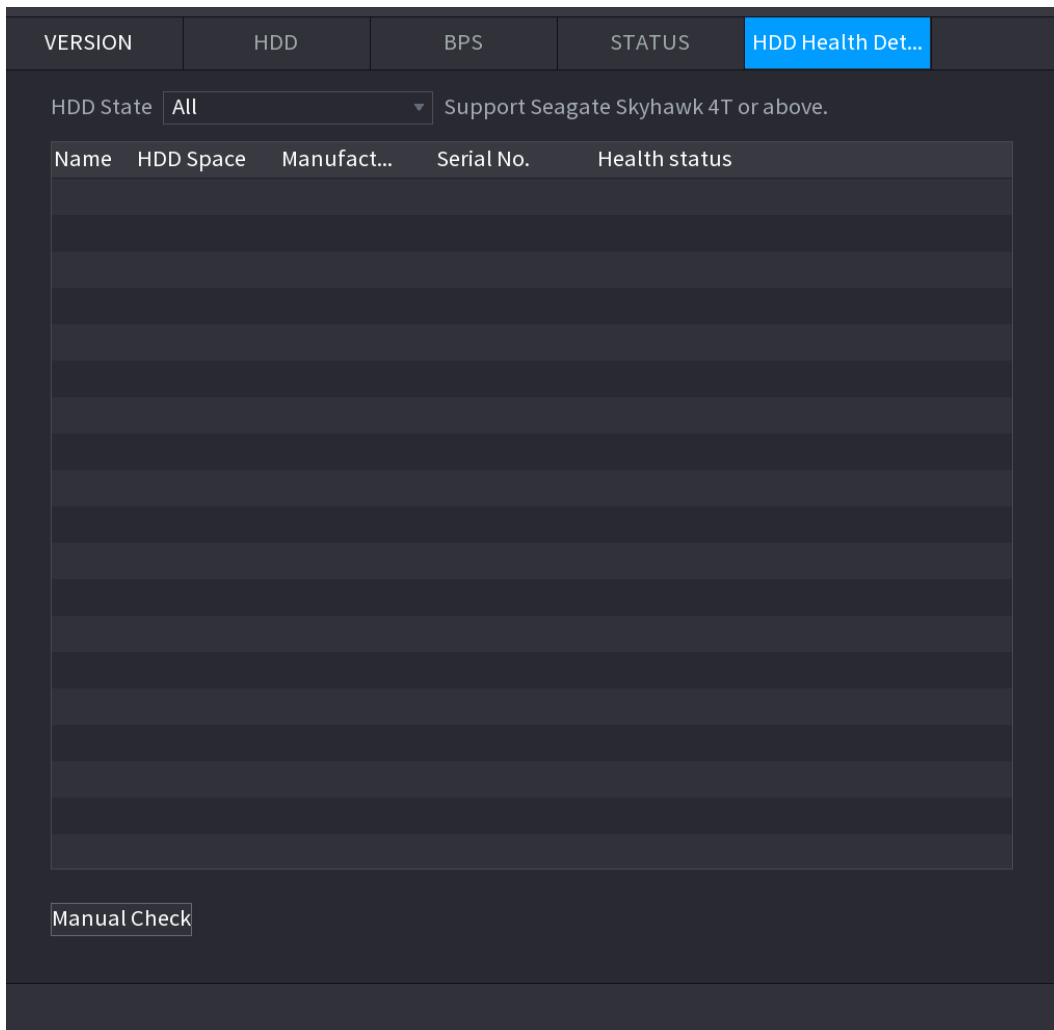 VERSION HDD BPS STATUS HDD Health Det...
HDD State All Support Seagate Skyhawk 4T or above.
Name HDD Space Manufact... Serial No. Health status
Manual Check